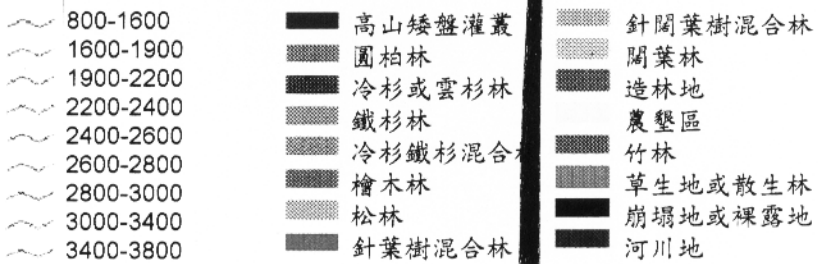 800-1600
1600-1900
1900-2200
2200-2400
2400-2600
2600-2800
2800-3000
3000-3400
3400-3800
高山矮盤灌叢
圓柏林
冷杉或雲杉林
鐵杉林
冷杉鐵杉混合
檜木林
松林
針葉樹混合林
針闊葉樹混合林
闊葉林
造林地
農墾區
竹林
草生地或散生林
崩塌地或裸露地
河川地